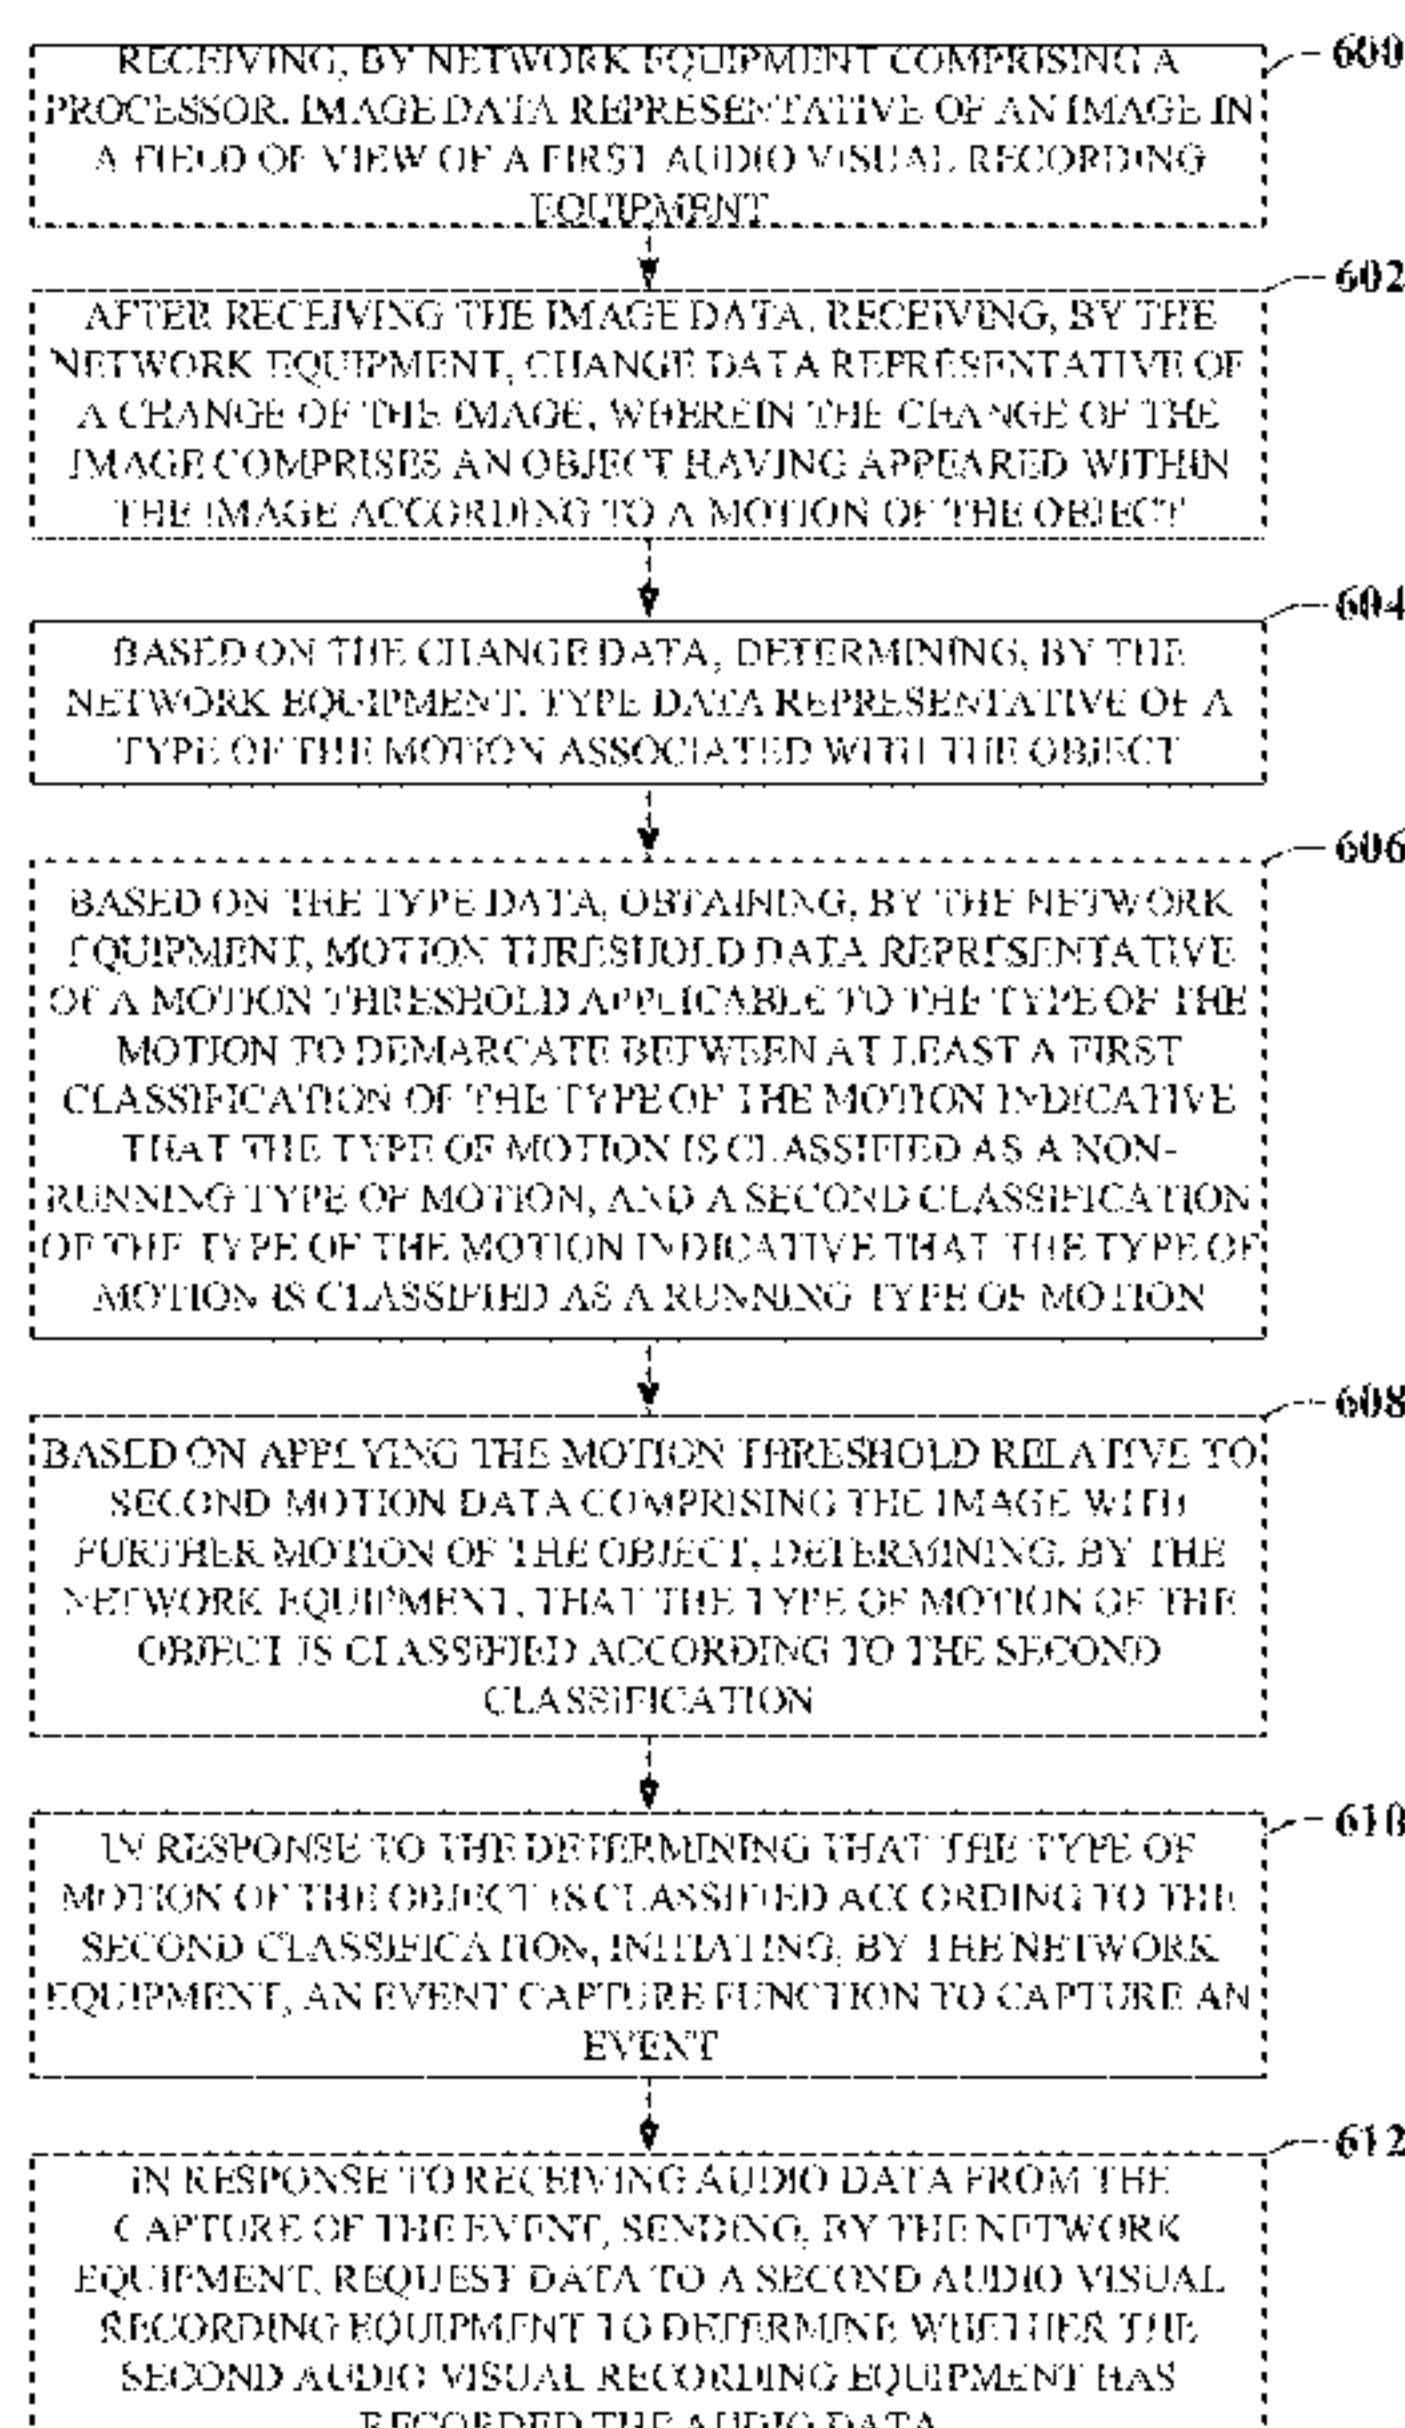 600
RECEIVING, BY NETWORK EQUIPMENT COMPRISING A
PROCESSOR, IMAGE DATA REPRESENTATIVE OF AN IMAGE IN
A FIELD OF VIEW OF A FIRST AUDIO VISUAL RECORDING
EQUIPMENT
602
AFTER RECEIVING THE IMAGE DATA, RECEIVING, BY THE
NETWORK EQUIPMENT, CHANGE DATA REPRESENTATIVE OF
A CHANGE OF THE IMAGE, WHEREIN THE CHANGE OF THE
IMAGE COMPRISES AN OBJECT HAVING APPEARED WITHIN
THE IMAGE ACCORDING TO A MOTION OF THE OBJECT
604
BASED ON THE CHANGE DATA, DETERMINING, BY THE
NETWORK EQUIPMENT, TYPE DATA REPRESENTATIVE OF A
TYPE OF THE MOTION ASSOCIATED WITH THE OBJECT
606
BASED ON THE TYPE DATA, OBTAINING, BY THE NETWORK
EQUIPMENT, MOTION THRESHOLD DATA REPRESENTATIVE
OF A MOTION THRESHOLD APPLICABLE TO THE TYPE OF THE
MOTION TO DEMARCATE BETWEEN AT LEAST A FIRST
CLASSIFICATION OF THE TYPE OF THE MOTION INDICATIVE
THAT THE TYPE OF MOTION IS CLASSIFIED AS A NON-
RUNNING TYPE OF MOTION, AND A SECOND CLASSIFICATION
OF THE TYPE OF THE MOTION INDICATIVE THAT THE TYPE OF
MOTION IS CLASSIFIED AS A RUNNING TYPE OF MOTION
608
BASED ON APPLYING THE MOTION THRESHOLD RELATIVE TO
SECOND MOTION DATA COMPRISING THE IMAGE WITH
FURTHER MOTION OF THE OBJECT, DETERMINING, BY THE
NETWORK EQUIPMENT, THAT THE TYPE OF MOTION OF THE
OBJECT IS CLASSIFIED ACCORDING TO THE SECOND
CLASSIFICATION
610
IN RESPONSE TO THE DETERMINING THAT THE TYPE OF
MOTION OF THE OBJECT IS CLASSIFIED ACCORDING TO THE
SECOND CLASSIFICATION, INITIATING, BY THE NETWORK
EQUIPMENT, AN EVENT CAPTURE FUNCTION TO CAPTURE AN
EVENT
612
IN RESPONSE TO RECEIVING AUDIO DATA FROM THE
CAPTURE OF THE EVENT, SENDING, BY THE NETWORK
EQUIPMENT, REQUEST DATA TO A SECOND AUDIO VISUAL
RECORDING EQUIPMENT TO DETERMINE WHETHER THE
SECOND AUDIO VISUAL RECORDING EQUIPMENT HAS
RECORDED THE AUDIO DATA